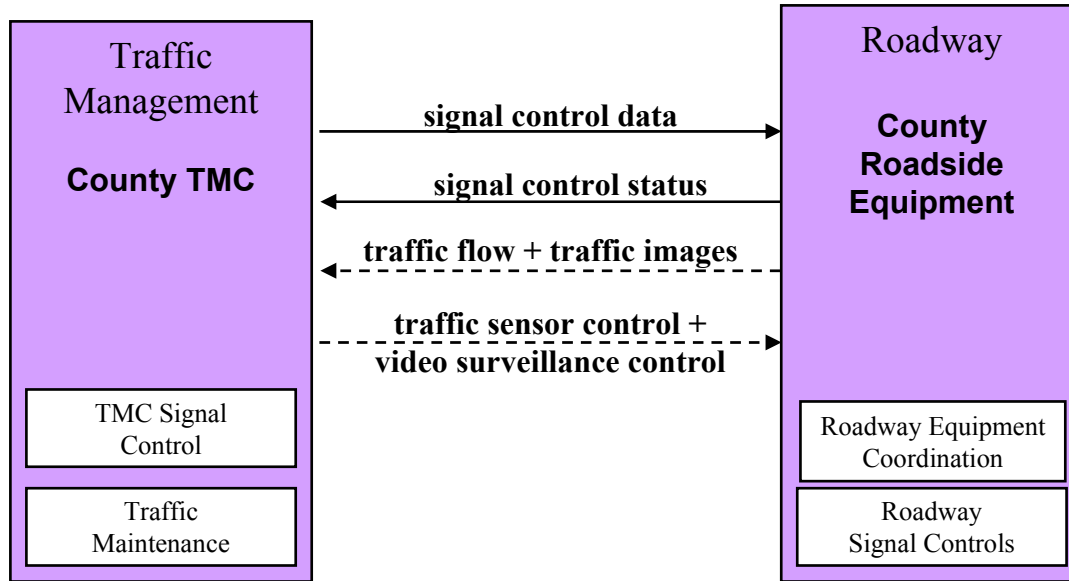 Traffic
Management
County TMC
signal control data
signal control status
traffic flow + traffic images
traffic sensor control +
video surveillance control
TMC Signal
Control
Traffic
Maintenance
Roadway
County
Roadside
Equipment
Roadway Equipment
Coordination
Roadway
Signal Controls